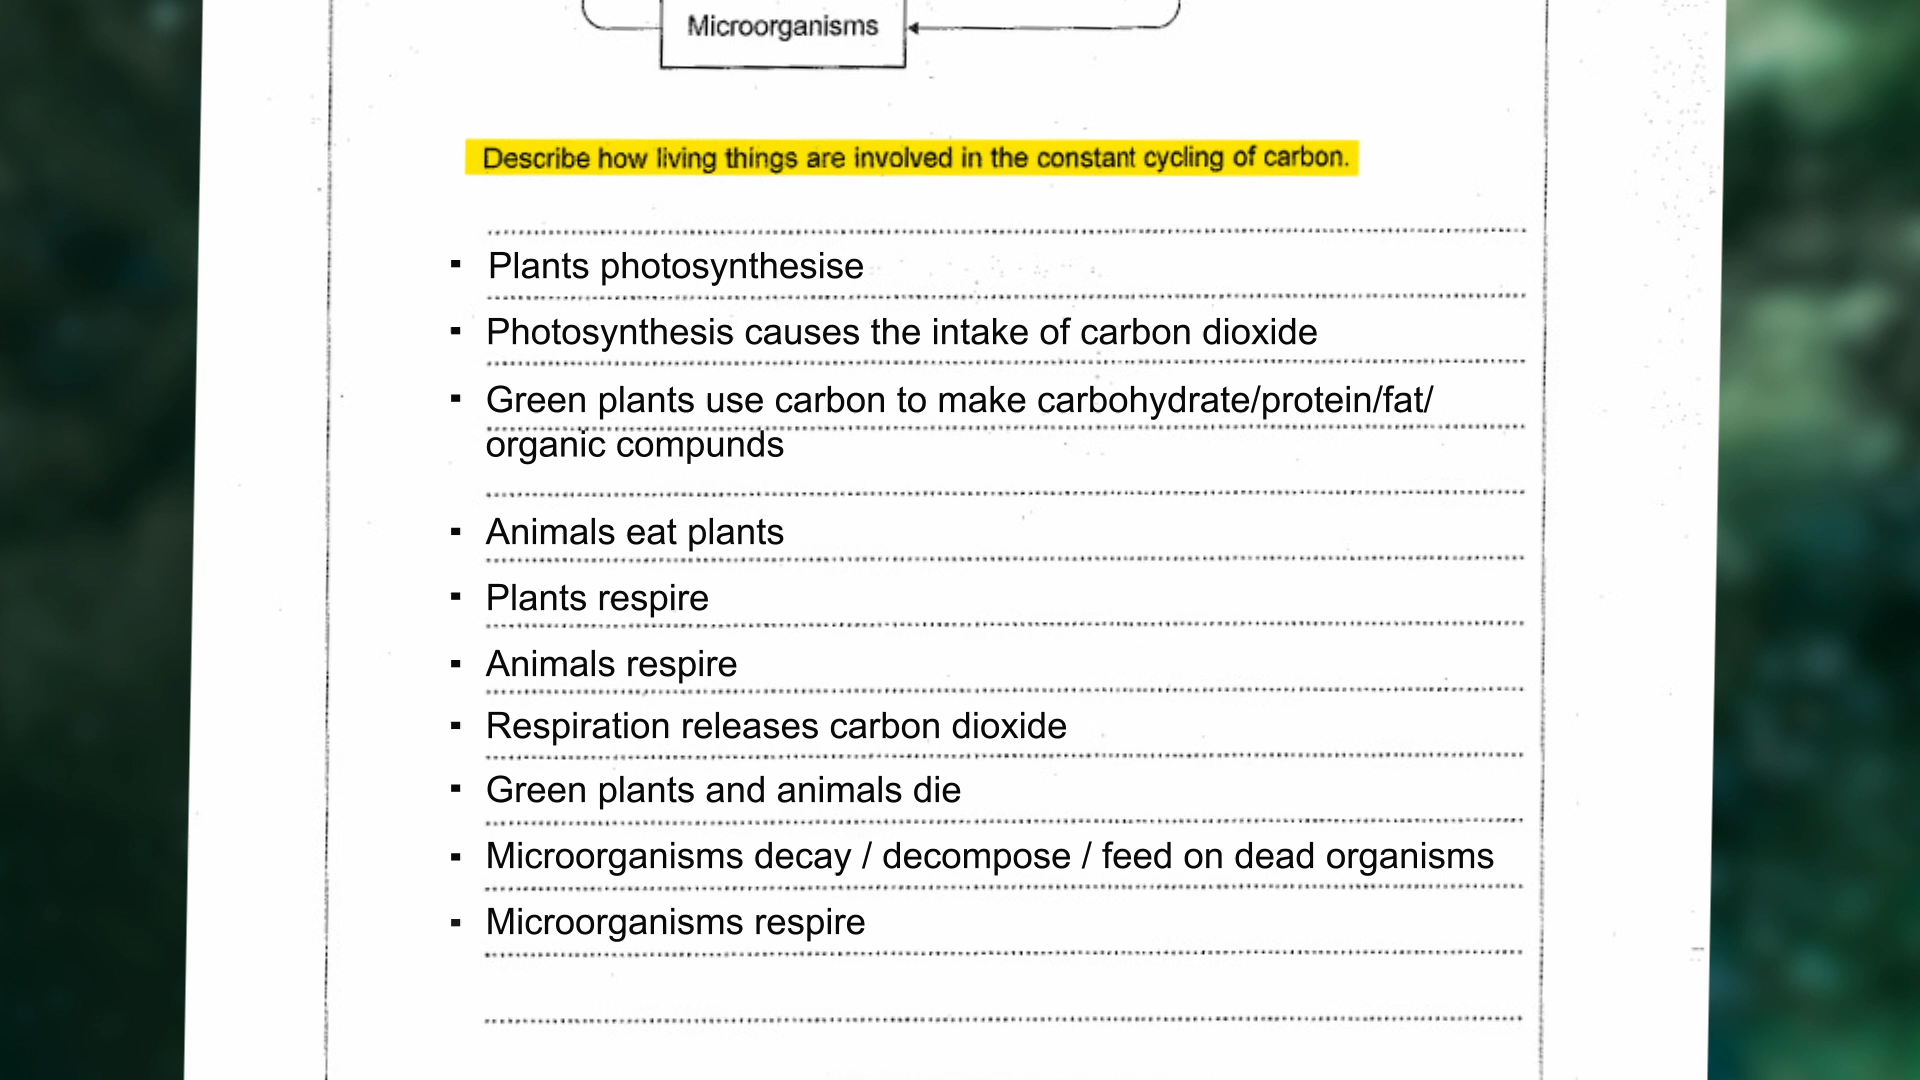 Microorganisms
Describe how living things are involved in the constant cycling of carbon.
▪ Plants photosynthesise
▪ Photosynthesis causes the intake of carbon dioxide
▪ Green plants use carbon to make carbohydrate/protein/fat/
organic compunds
▪ Animals eat plants
▪ Plants respire
▪ Animals respire
▪ Respiration releases carbon dioxide
▪ Green plants and animals die
▪ Microorganisms decay / decompose / feed on dead organisms
▪ Microorganisms respire